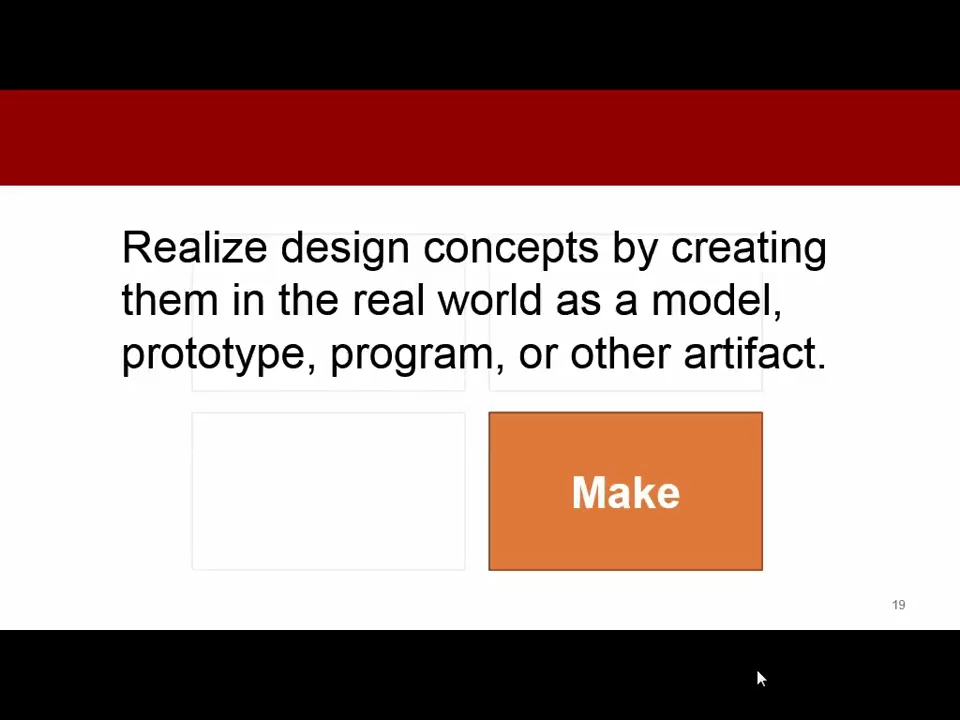 Realize design concepts by creating
them in the real world as a model,
prototype, program, or other artifact.
Make
19